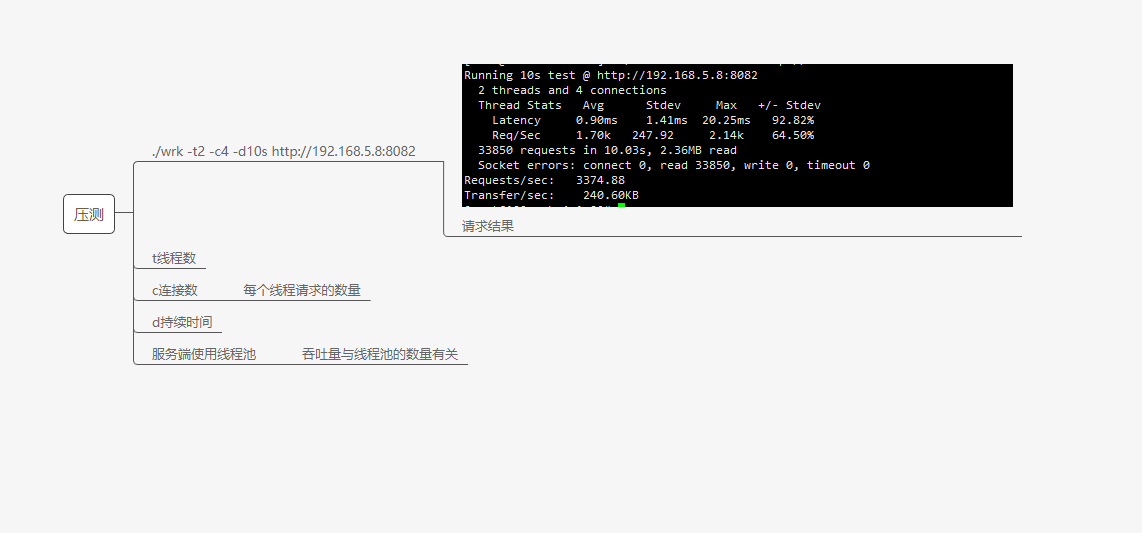 压测
./wrk -t2 -c4 -d10s http://192.168.5.8:8082
Running 10s test @ http://192.168.5.8:8082
2 threads and 4 connections
Thread Stats Avg Stdev Max +/- Stdev
Latency 0.90ms 1.41ms 20.25ms 92.82%
Req/Sec 1.70k 247.92 2.14k 64.50%
33850 requests in 10.03s, 2.36MB read
Socket errors: connect 0, read 33850, write 0, timeout 0
Requests/sec: 3374.88
Transfer/sec: 240.60KB
请求结果
t线程数
c连接数 每个线程请求的数量
d持续时间
服务端使用线程池 吞吐量与线程池的数量有关